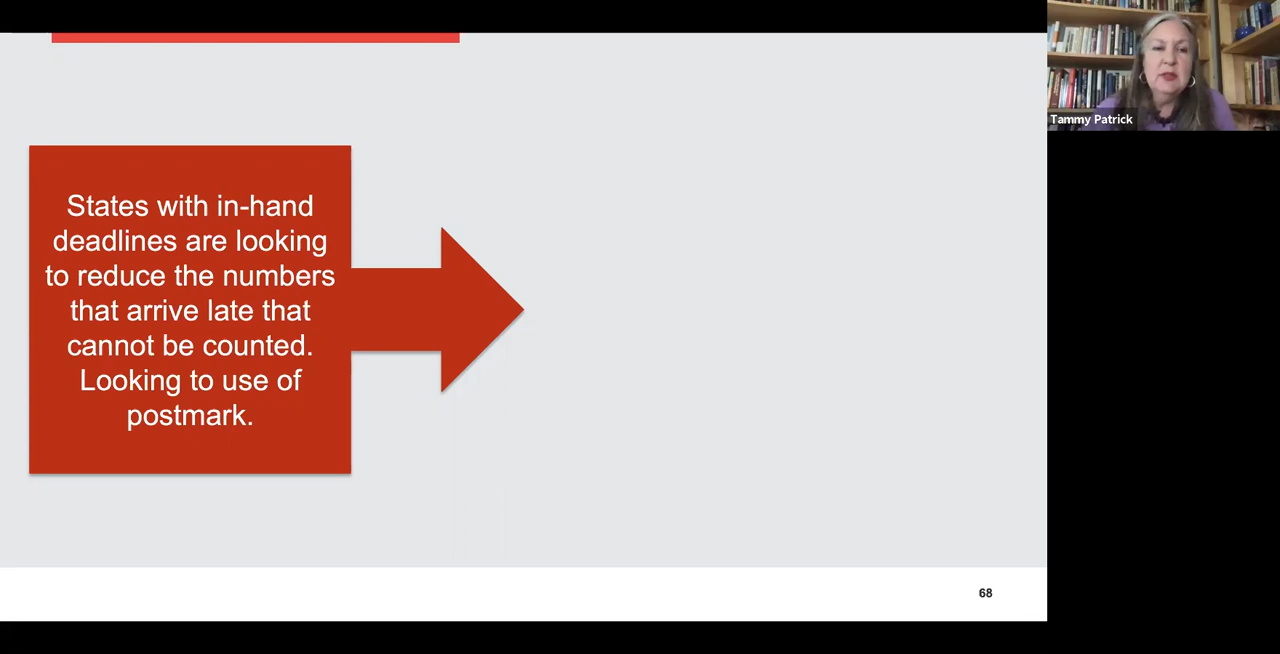 States with in-hand
deadlines are looking
to reduce the numbers
that arrive late that
cannot be counted.
Looking to use of
postmark.
68
Tammy Patrick